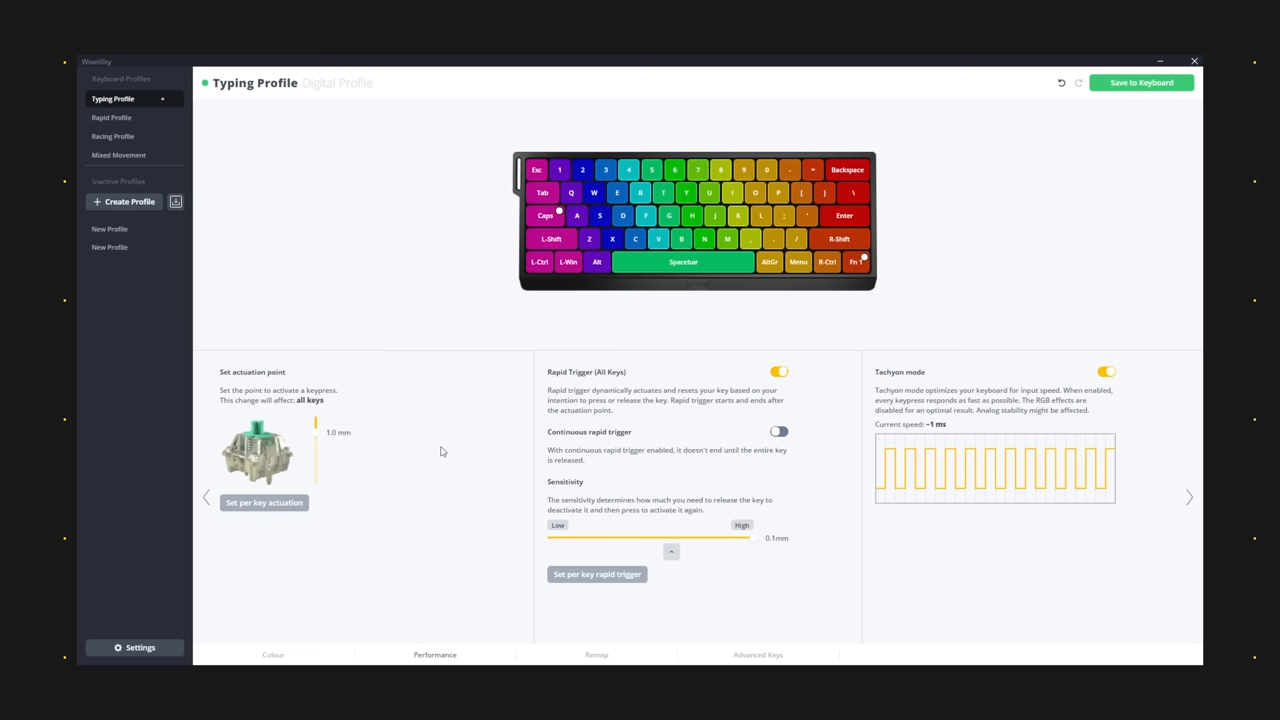 Wootility
Keyboard Profiles
Typing Profile
Rapid Profile
Racing Profile
Mixed Movement
Inactive Profiles
+ Create Profile
New Profile
New Profile
Settings
Typing Profile Digital Profile
Save to Keyboard
Esc 1 2 3 4 5 6 7 8 9 0 - = Backspace
Tab Q W E R T Y U I O P [ ] \
Caps A S D F G H J K L ; ' Enter
L-Shift Z X C V B N M , . / R-Shift
L-Ctrl L-Win Alt Spacebar AltGr Menu R-Ctrl Fn 1
Set actuation point
Set the point to activate a keypress.
This change will affect: all keys
1.0 mm
Set per key actuation
Rapid Trigger (All Keys)
Rapid trigger dynamically actuates and resets your key based on your
intention to press or release the key. Rapid trigger starts and ends after
the actuation point.
Continuous rapid trigger
With continuous rapid trigger enabled, it doesn't end until the entire key
is released.
Sensitivity
The sensitivity determines how much you need to release the key to
deactivate it and then press to activate it again.
Low High
0.1mm
Set per key rapid trigger
Tachyon mode
Tachyon mode optimizes your keyboard for input speed. When enabled,
every keypress responds as fast as possible. The RGB effects are
disabled for an optimal result. Analog stability might be affected.
Current speed: ~1 ms
Colour Performance Remap Advanced Keys